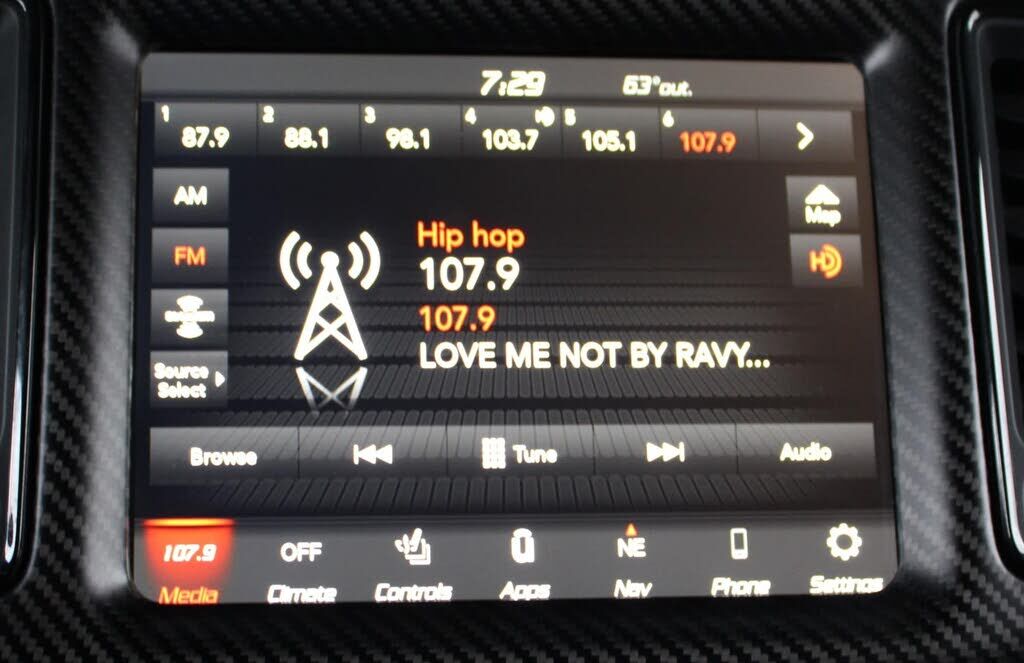 7:29 63°out.
1 2 3 4 HD 5 6
87.9 88.1 98.1 103.7 105.1 107.9
AM
Map
Hip hop
FM
HD
107.9
107.9
LOVE ME NOT BY RAVY...
Source
Select
Browse Tune Audio
107.9 OFF NE
Media Climate Controls Apps Nav Phone Settings